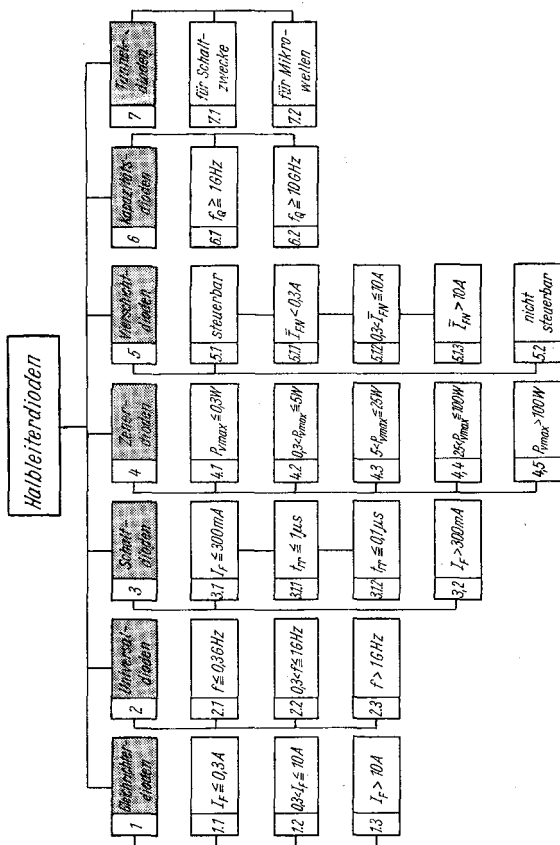 Halbleiterdioden
1
Gleichrichter-
dioden
1.1
I_F ≦ 0,3A
1.2
0,3 < I_F ≦ 10A
1.3
I_F > 10A
2
Universal-
dioden
2.1
f ≦ 0,3GHz
2.2
0,3 < f ≦ 1GHz
2.3
f > 1GHz
3
Schalt-
dioden
3.1
I_F ≦ 300mA
3.1.1
t_rr ≦ 1µs
3.1.2
t_rr ≦ 0,1µs
3,2
I_F > 300mA
4
Zener-
dioden
4.1
P_vmax ≦ 0,3W
4.2
0,3 < P_vmax ≦ 5W
4.3
5 < P_vmax ≦ 25W
4,4
25 < P_vmax ≦ 100W
4,5
P_vmax > 100W
5
Vierschicht-
dioden
5.1
steuerbar
5.1.1
I̅_FN < 0,3A
5.1.2
0,3 < I̅_FN ≦ 10A
5.1.3
I̅_FN > 10A
5.2
nicht
steuerbar
6
Kapazitäts-
dioden
6.1
f_Q ≧ 1GHz
6.2
f_Q ≧ 10GHz
7
Tunnel-
dioden
7.1
für Schalt-
zwecke
7.2
für Mikro-
wellen